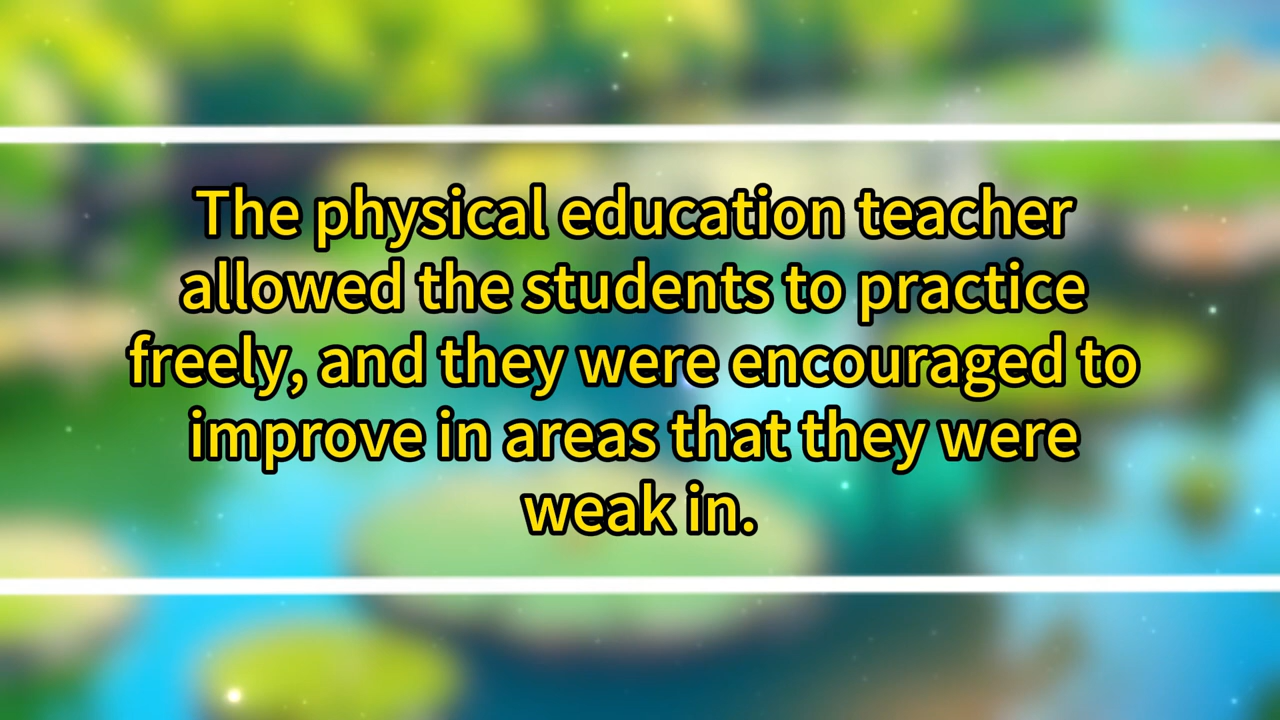 The physical education teacher
allowed the students to practice
freely, and they were encouraged to
improve in areas that they were
weak in.